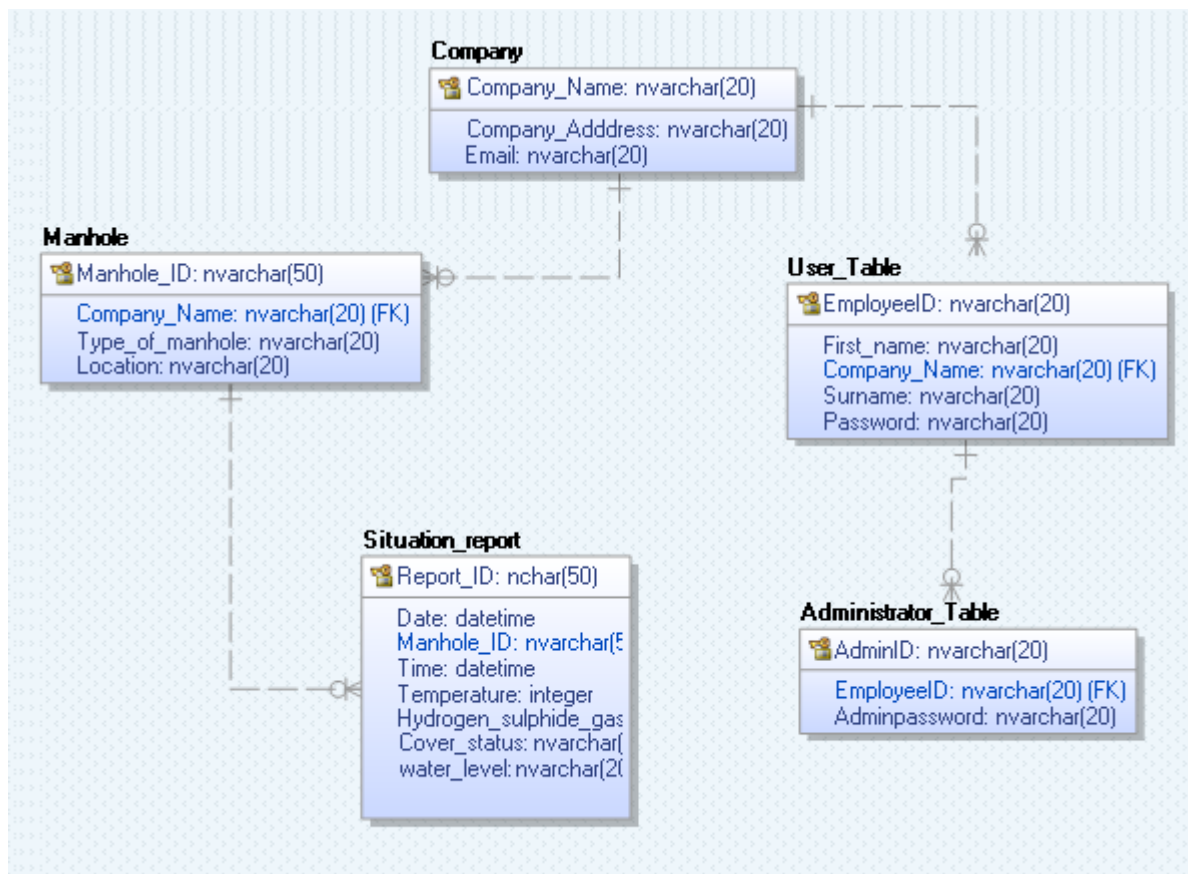 Company
Company_Name: nvarchar(20)
Company_Adddress: nvarchar(20)
Email: nvarchar(20)
Manhole
Manhole_ID: nvarchar(50)
Company_Name: nvarchar(20) (FK)
Type_of_manhole: nvarchar(20)
Location: nvarchar(20)
User_Table
EmployeeID: nvarchar(20)
First_name: nvarchar(20)
Company_Name: nvarchar(20) (FK)
Surname: nvarchar(20)
Password: nvarchar(20)
Situation_report
Report_ID: nchar(50)
Date: datetime
Manhole_ID: nvarchar(5
Time: datetime
Temperature: integer
Hydrogen_sulphide_gas
Cover_status: nvarchar(
water_level: nvarchar(20
Administrator_Table
AdminID: nvarchar(20)
EmployeeID: nvarchar(20) (FK)
Adminpassword: nvarchar(20)